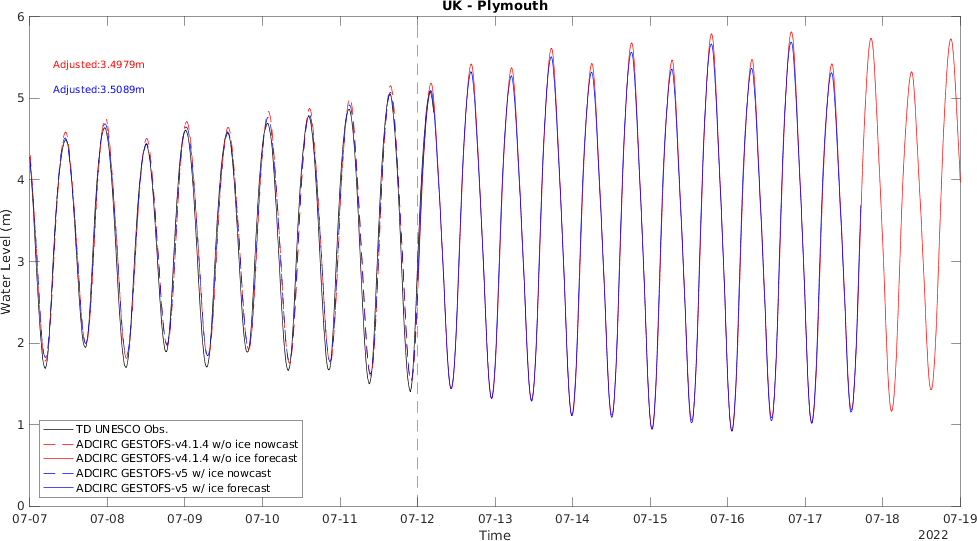 UK - Plymouth
6
Adjusted:3.4979m
Adjusted:3.5089m
5
4
3
2
1
0
Water Level (m)
TD UNESCO Obs.
ADCIRC GESTOFS-v4.1.4 w/o ice nowcast
ADCIRC GESTOFS-v4.1.4 w/o ice forecast
ADCIRC GESTOFS-v5 w/ ice nowcast
ADCIRC GESTOFS-v5 w/ ice forecast
07-07 07-08 07-09 07-10 07-11 07-12 07-13 07-14 07-15 07-16 07-17 07-18 07-19
Time
2022